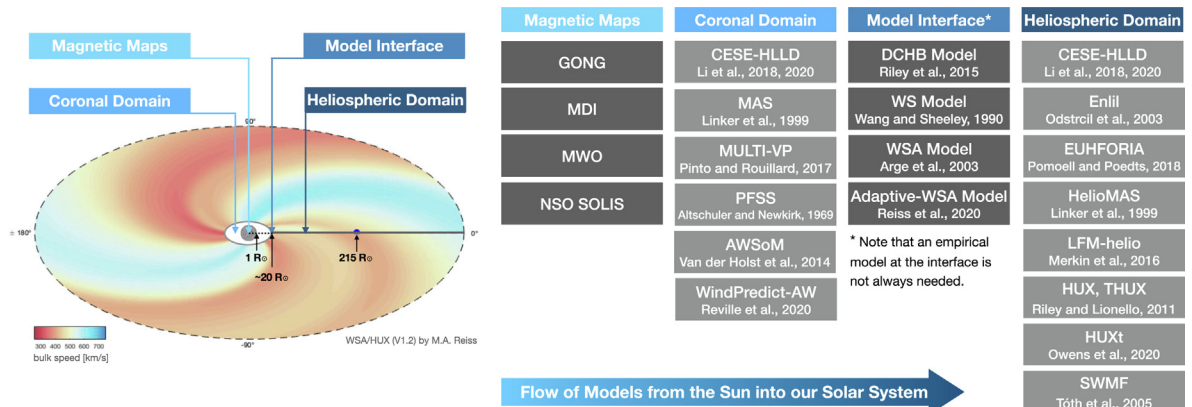 Magnetic Maps
Model Interface
Coronal Domain
Heliospheric Domain
90°
± 180°
0°
1 R☉
~20 R☉
215 R☉
-90°
300 400 500 600 700
bulk speed [km/s]
WSA/HUX (V1.2) by M.A. Reiss
Magnetic Maps
GONG
MDI
MWO
NSO SOLIS
Coronal Domain
CESE-HLLD
Li et al., 2018, 2020
MAS
Linker et al., 1999
MULTI-VP
Pinto and Rouillard, 2017
PFSS
Altschuler and Newkirk, 1969
AWSoM
Van der Holst et al., 2014
WindPredict-AW
Reville et al., 2020
Model Interface*
DCHB Model
Riley et al., 2015
WS Model
Wang and Sheeley, 1990
WSA Model
Arge et al., 2003
Adaptive-WSA Model
Reiss et al., 2020
* Note that an empirical
model at the interface is
not always needed.
Heliospheric Domain
CESE-HLLD
Li et al., 2018, 2020
Enlil
Odstrcil et al., 2003
EUHFORIA
Pomoell and Poedts, 2018
HelioMAS
Linker et al., 1999
LFM-helio
Merkin et al., 2016
HUX, THUX
Riley and Lionello, 2011
HUXt
Owens et al., 2020
SWMF
Tóth et al., 2005
Flow of Models from the Sun into our Solar System